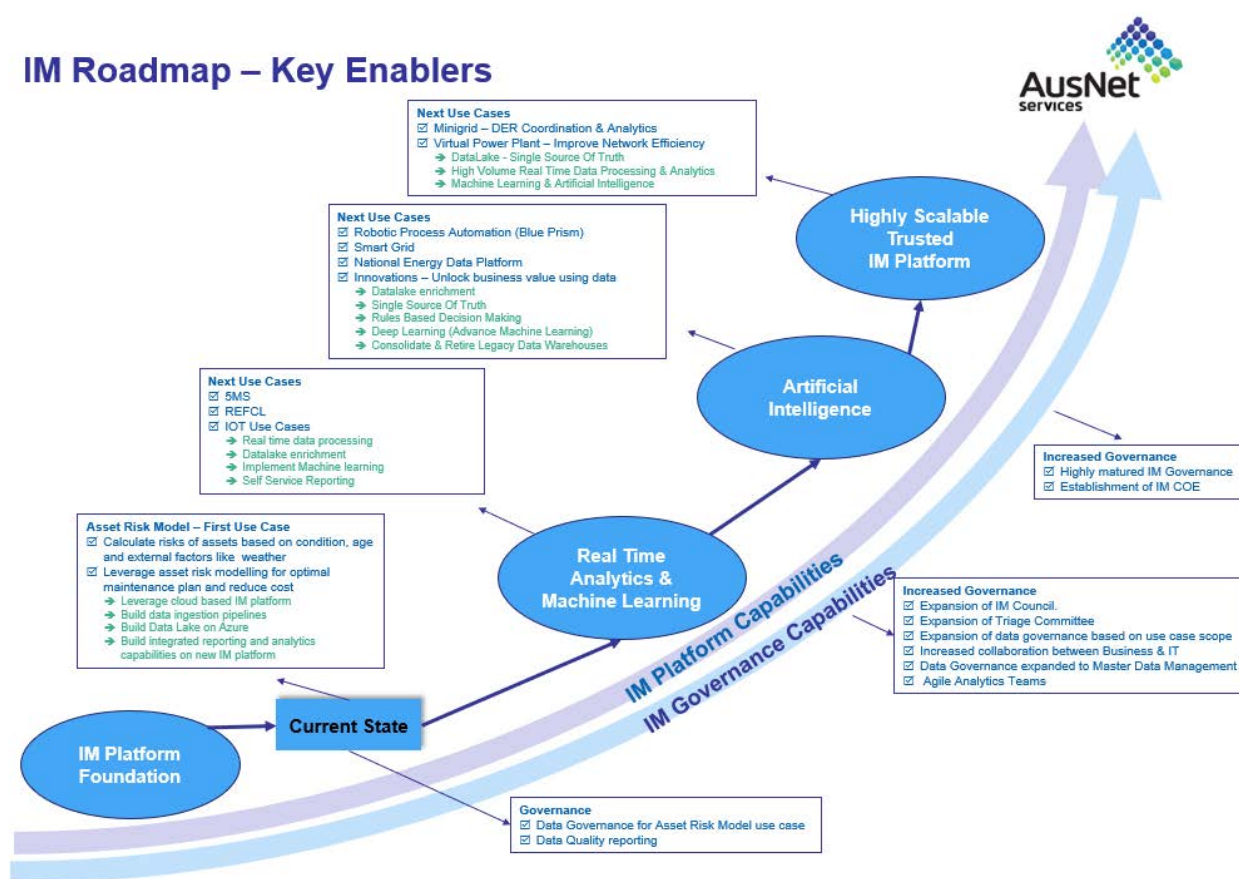 IM Roadmap – Key Enablers
AusNet
services
Next Use Cases
☑ Minigrid – DER Coordination & Analytics
☑ Virtual Power Plant – Improve Network Efficiency
➔ DataLake - Single Source Of Truth
➔ High Volume Real Time Data Processing & Analytics
➔ Machine Learning & Artificial Intelligence
Highly Scalable
Trusted
IM Platform
Next Use Cases
☑ Robotic Process Automation (Blue Prism)
☑ Smart Grid
☑ National Energy Data Platform
☑ Innovations – Unlock business value using data
➔ Datalake enrichment
➔ Single Source Of Truth
➔ Rules Based Decision Making
➔ Deep Learning (Advance Machine Learning)
➔ Consolidate & Retire Legacy Data Warehouses
Artificial
Intelligence
Next Use Cases
☑ 5MS
☑ REFCL
☑ IOT Use Cases
➔ Real time data processing
➔ Datalake enrichment
➔ Implement Machine learning
➔ Self Service Reporting
Increased Governance
☑ Highly matured IM Governance
☑ Establishment of IM COE
Asset Risk Model – First Use Case
☑ Calculate risks of assets based on condition, age
and external factors like weather
☑ Leverage asset risk modelling for optimal
maintenance plan and reduce cost
➔ Leverage cloud based IM platform
➔ Build data ingestion pipelines
➔ Build Data Lake on Azure
➔ Build integrated reporting and analytics
capabilities on new IM platform
Real Time
Analytics &
Machine Learning
IM Platform Capabilities
IM Governance Capabilities
Increased Governance
☑ Expansion of IM Council.
☑ Expansion of Triage Committee
☑ Expansion of data governance based on use case scope
☑ Increased collaboration between Business & IT
☑ Data Governance expanded to Master Data Management
☑ Agile Analytics Teams
Current State
IM Platform
Foundation
Governance
☑ Data Governance for Asset Risk Model use case
☑ Data Quality reporting